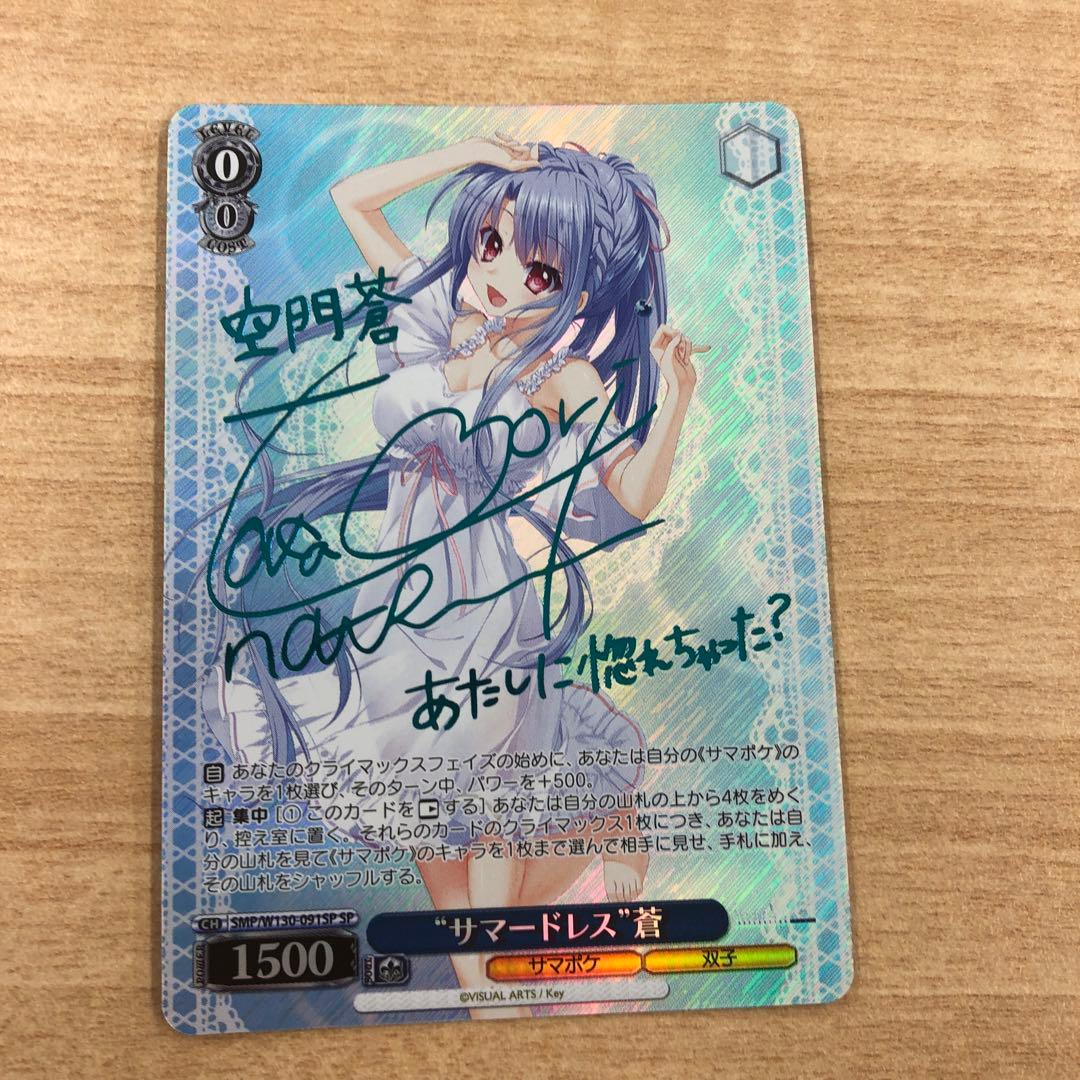 LEVEL
0
0
COST
空門蒼
あたしに惚れちゃった?
自 あなたのクライマックスフェイズの始めに、あなたは自分の《サマポケ》の
キャラを1枚選び、そのターン中、パワーを+500。
起 集中 [① このカードをする] あなたは自分の山札の上から4枚をめく
り、控え室に置く。それらのカードのクライマックス1枚につき、あなたは自
分の山札を見て《サマポケ》のキャラを1枚まで選んで相手に見せ、手札に加え、
その山札をシャッフルする。
CH SMP/W130-091SP SP
“サマードレス”蒼
POWER 1500 SOUL
サマポケ 双子
©VISUAL ARTS / Key